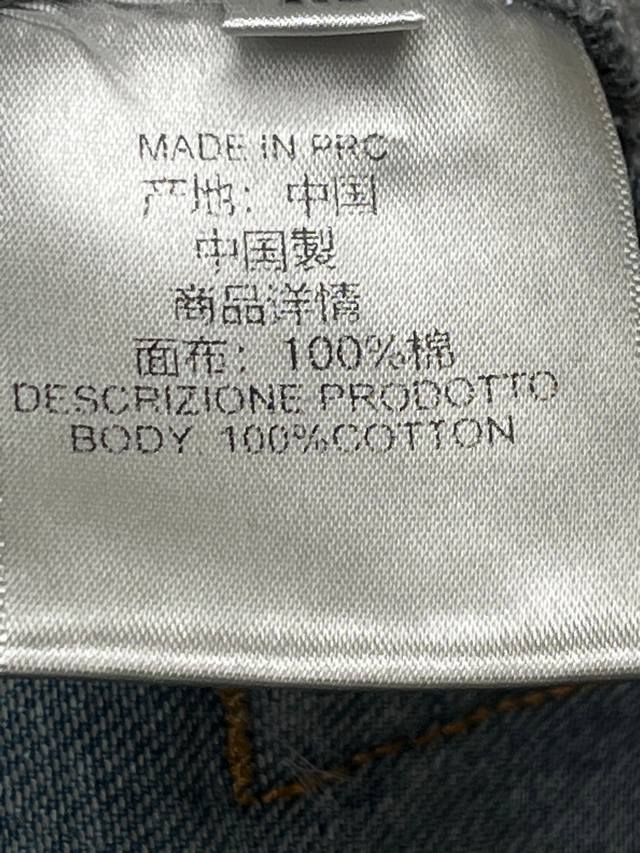 MADE IN PRC
产地：中国
中国製
商品详情
面布：100%棉
DESCRIZIONE PRODOTTO
BODY. 100%COTTON